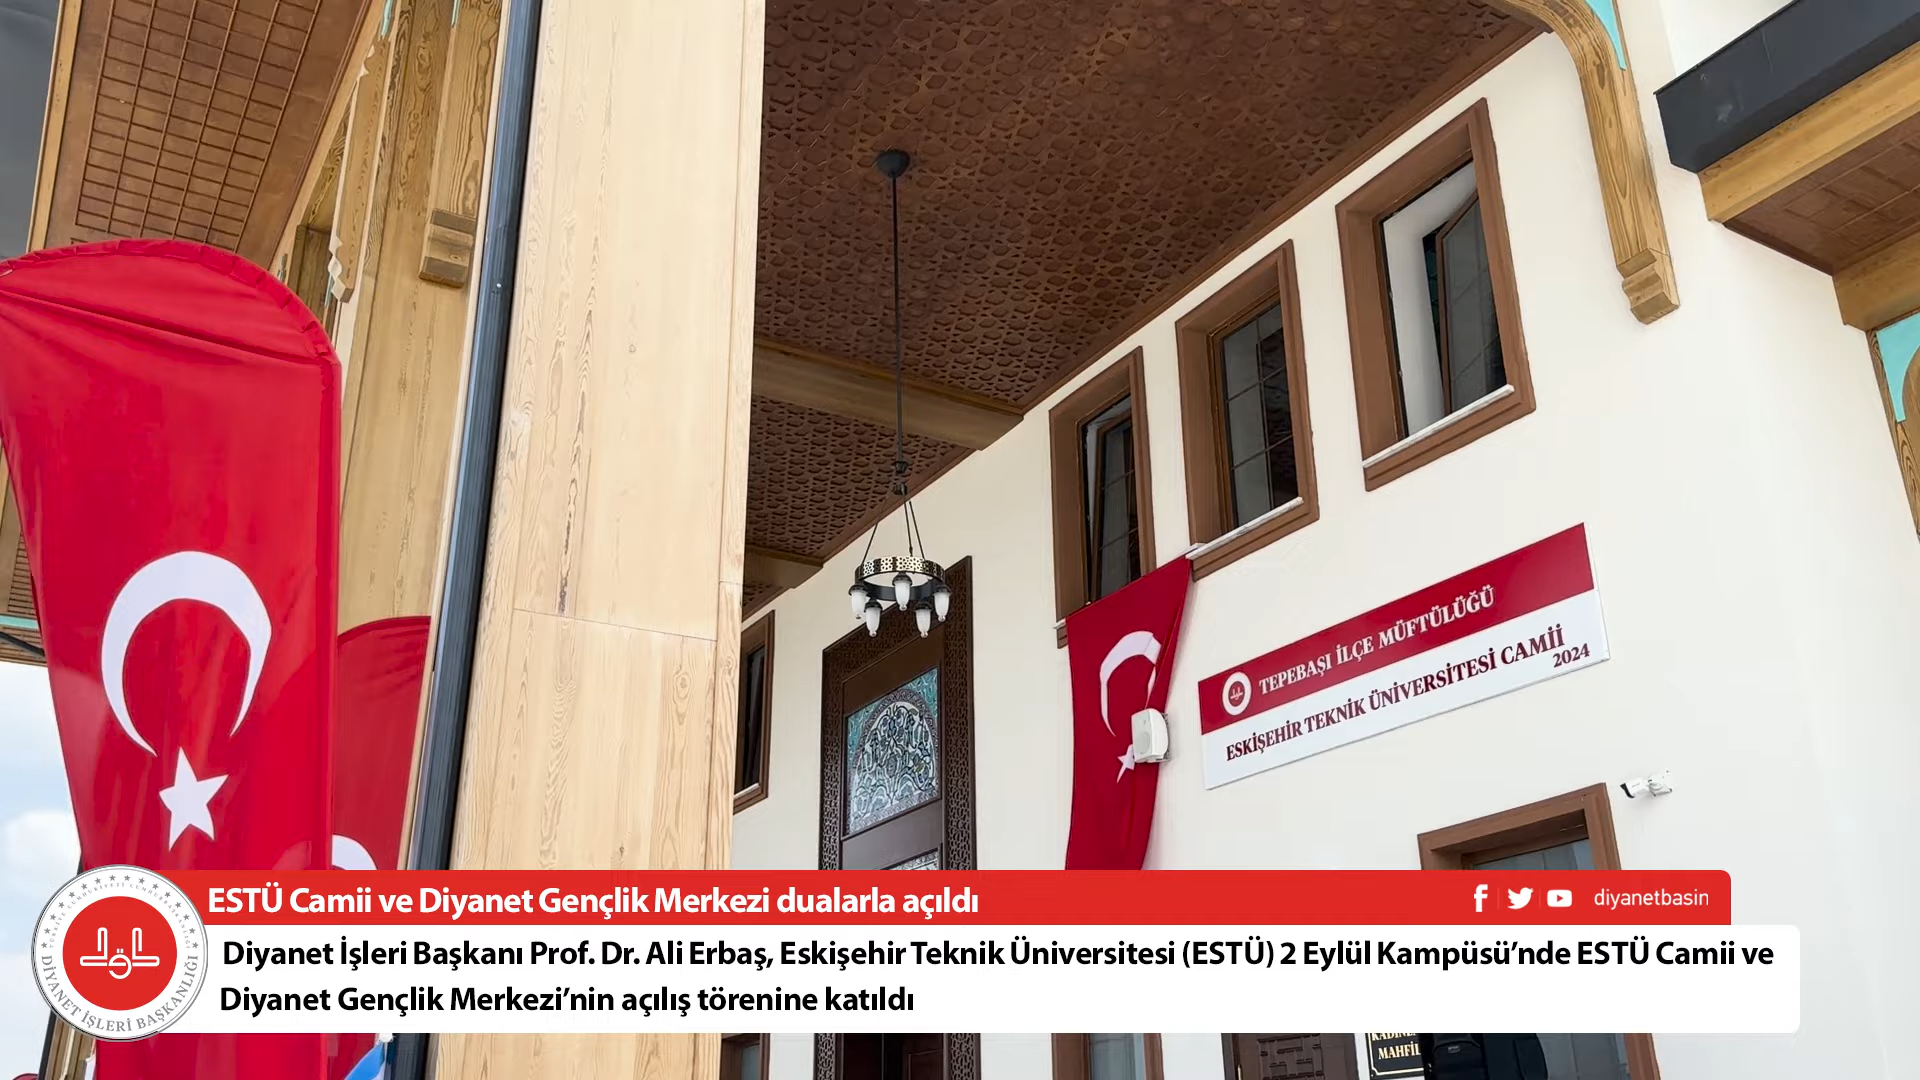 TEPEBAŞI İLÇE MÜFTÜLÜĞÜ
ESKİŞEHİR TEKNİK ÜNİVERSİTESİ CAMİİ
2024
ESTÜ Camii ve Diyanet Gençlik Merkezi dualarla açıldı
diyanetbasin
Diyanet İşleri Başkanı Prof. Dr. Ali Erbaş, Eskişehir Teknik Üniversitesi (ESTÜ) 2 Eylül Kampüsü’nde ESTÜ Camii ve
Diyanet Gençlik Merkezi’nin açılış törenine katıldı
DİYANET İŞLERİ BAŞKANLIĞI